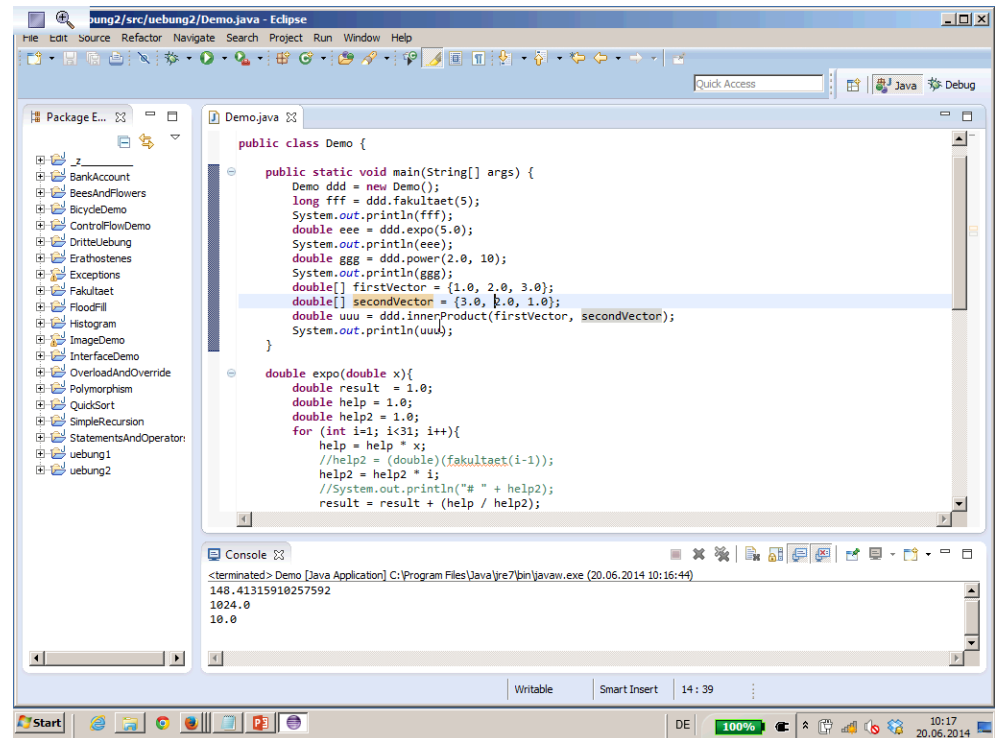 bung2/src/uebung2/Demo.java - Eclipse
File Edit Source Refactor Navigate Search Project Run Window Help
Quick Access
Java
Debug
Package E...
Demo.java
_z________
BankAccount
BeesAndFlowers
BicycleDemo
ControlFlowDemo
DritteUebung
Erathostenes
Exceptions
Fakultaet
FloodFill
Histogram
ImageDemo
InterfaceDemo
OverloadAndOverride
Polymorphism
QuickSort
SimpleRecursion
StatementsAndOperator
uebung1
uebung2
public class Demo {
public static void main(String[] args) {
Demo ddd = new Demo();
long fff = ddd.fakultaet(5);
System.out.println(fff);
double eee = ddd.expo(5.0);
System.out.println(eee);
double ggg = ddd.power(2.0, 10);
System.out.println(ggg);
double[] firstVector = {1.0, 2.0, 3.0};
double[] secondVector = {3.0, 2.0, 1.0};
double uuu = ddd.innerProduct(firstVector, secondVector);
System.out.println(uuu);
}
double expo(double x){
double result  = 1.0;
double help = 1.0;
double help2 = 1.0;
for (int i=1; i<31; i++){
help = help * x;
//help2 = (double)(fakultaet(i-1));
help2 = help2 * i;
//System.out.println("# " + help2);
result = result + (help / help2);
Console
<terminated> Demo [Java Application] C:\Program Files\Java\jre7\bin\javaw.exe (20.06.2014 10:16:44)
148.41315910257592
1024.0
10.0
Writable
Smart Insert
14 : 39
Start
DE
100%
10:17
20.06.2014